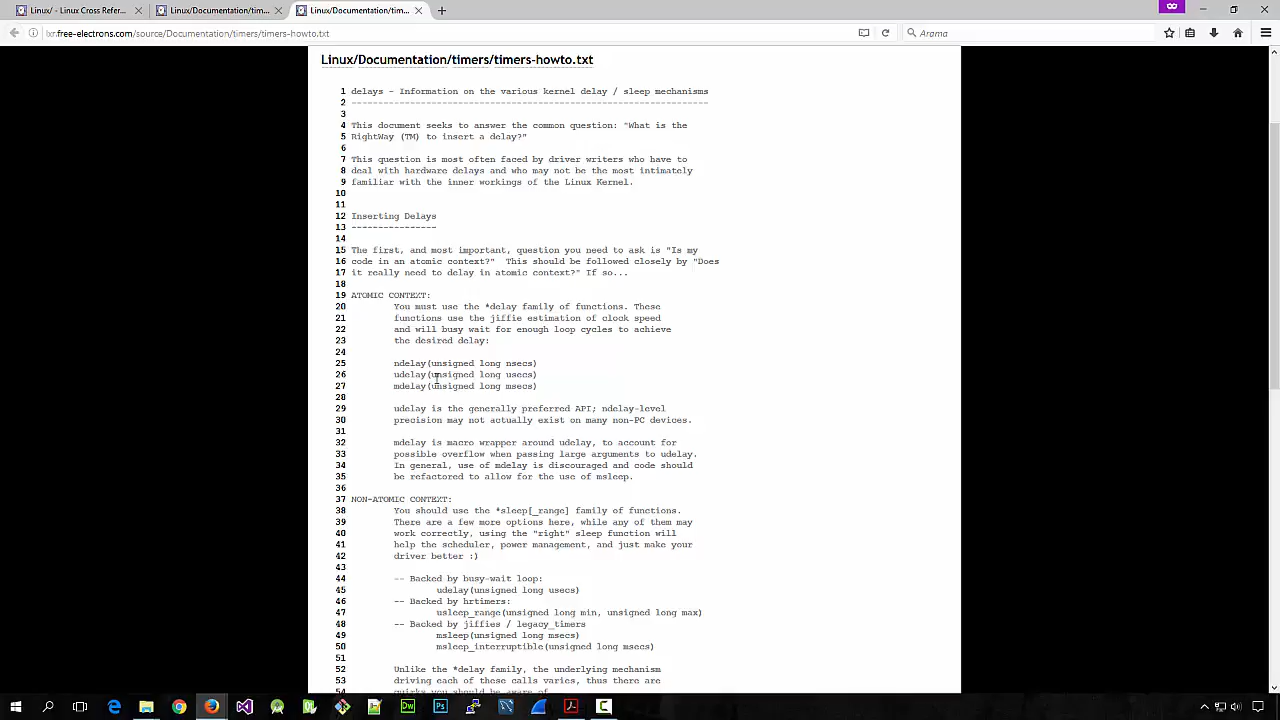 Linux/ - Linux Cross Refer...
Linux/Documentation/tim...
Linux/Documentation/tim...
lxr.free-electrons.com/source/Documentation/timers/timers-howto.txt
Arama
Linux/Documentation/timers/timers-howto.txt
1 delays - Information on the various kernel delay / sleep mechanisms
2 -------------------------------------------------------------------
3
4 This document seeks to answer the common question: "What is the
5 RightWay (TM) to insert a delay?"
6
7 This question is most often faced by driver writers who have to
8 deal with hardware delays and who may not be the most intimately
9 familiar with the inner workings of the Linux Kernel.
10
11
12 Inserting Delays
13 ----------------
14
15 The first, and most important, question you need to ask is "Is my
16 code in an atomic context?"  This should be followed closely by "Does
17 it really need to delay in atomic context?" If so...
18
19 ATOMIC CONTEXT:
20 You must use the *delay family of functions. These
21 functions use the jiffie estimation of clock speed
22 and will busy wait for enough loop cycles to achieve
23 the desired delay:
24
25 ndelay(unsigned long nsecs)
26 udelay(unsigned long usecs)
27 mdelay(unsigned long msecs)
28
29 udelay is the generally preferred API; ndelay-level
30 precision may not actually exist on many non-PC devices.
31
32 mdelay is macro wrapper around udelay, to account for
33 possible overflow when passing large arguments to udelay.
34 In general, use of mdelay is discouraged and code should
35 be refactored to allow for the use of msleep.
36
37 NON-ATOMIC CONTEXT:
38 You should use the *sleep[_range] family of functions.
39 There are a few more options here, while any of them may
40 work correctly, using the "right" sleep function will
41 help the scheduler, power management, and just make your
42 driver better :)
43
44 -- Backed by busy-wait loop:
45 udelay(unsigned long usecs)
46 -- Backed by hrtimers:
47 usleep_range(unsigned long min, unsigned long max)
48 -- Backed by jiffies / legacy_timers
49 msleep(unsigned long msecs)
50 msleep_interruptible(unsigned long msecs)
51
52 Unlike the *delay family, the underlying mechanism
53 driving each of these calls varies, thus there are
54 quirks you should be aware of.